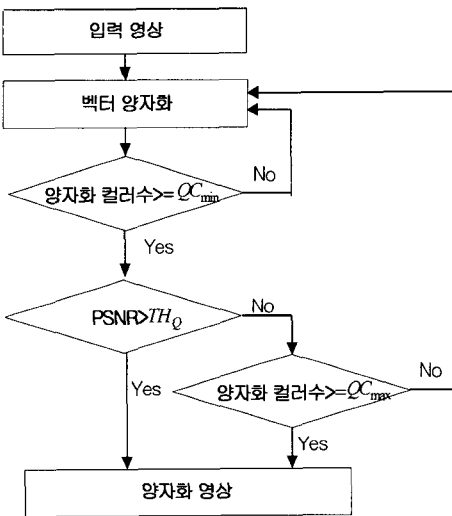 입력 영상
벡터 양자화
No
양자화 컬러수>=QCmin
Yes
PSNR>THQ
No
Yes
양자화 컬러수>=QCmax
No
Yes
양자화 영상